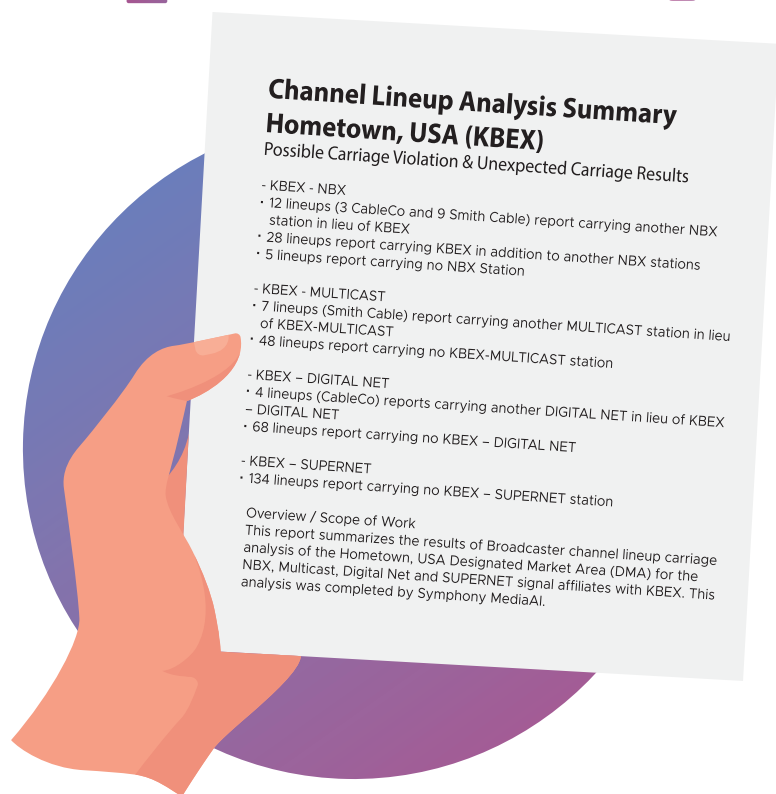 Channel Lineup Analysis Summary
Hometown, USA (KBEX)
Possible Carriage Violation & Unexpected Carriage Results
- KBEX - NBX
· 12 lineups (3 CableCo and 9 Smith Cable) report carrying another NBX
station in lieu of KBEX
· 28 lineups report carrying KBEX in addition to another NBX stations
· 5 lineups report carrying no NBX Station
- KBEX - MULTICAST
· 7 lineups (Smith Cable) report carrying another MULTICAST station in lieu
of KBEX-MULTICAST
· 48 lineups report carrying no KBEX-MULTICAST station
- KBEX – DIGITAL NET
· 4 lineups (CableCo) reports carrying another DIGITAL NET in lieu of KBEX
– DIGITAL NET
· 68 lineups report carrying no KBEX – DIGITAL NET
- KBEX – SUPERNET
· 134 lineups report carrying no KBEX – SUPERNET station
Overview / Scope of Work
This report summarizes the results of Broadcaster channel lineup carriage
analysis of the Hometown, USA Designated Market Area (DMA) for the
NBX, Multicast, Digital Net and SUPERNET signal affiliates with KBEX. This
analysis was completed by Symphony MediaAI.